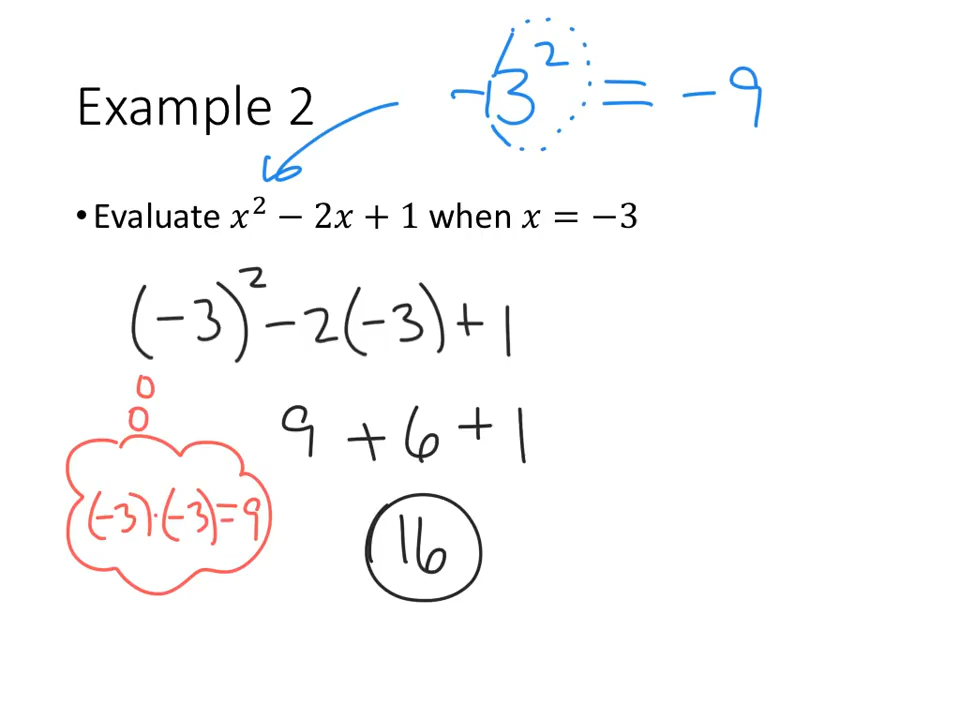 -3² = -9
Example 2
• Evaluate x² − 2x + 1 when x = −3
(-3)² - 2(-3) + 1
9 + 6 + 1
(-3)·(-3)=9
16